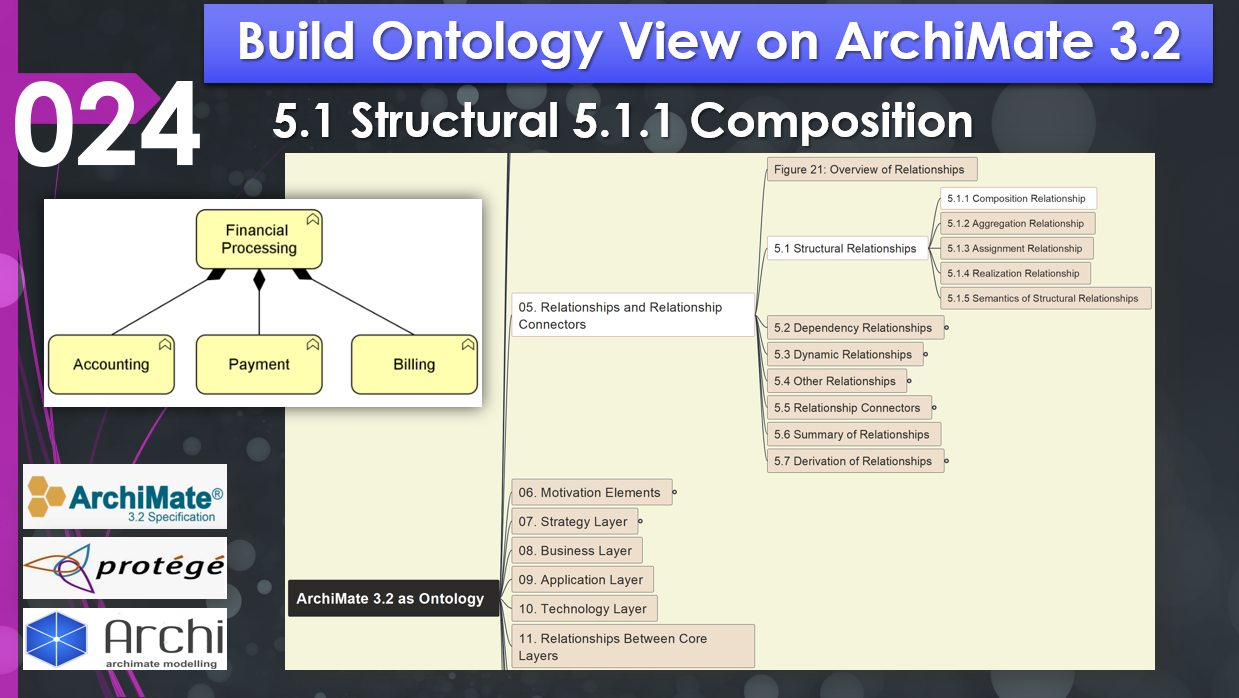 Build Ontology View on ArchiMate 3.2
024
5.1 Structural 5.1.1 Composition
Financial
Processing
Accounting
Payment
Billing
Figure 21: Overview of Relationships
5.1.1 Composition Relationship
5.1.2 Aggregation Relationship
5.1 Structural Relationships
5.1.3 Assignment Relationship
5.1.4 Realization Relationship
5.1.5 Semantics of Structural Relationships
05. Relationships and Relationship
Connectors
5.2 Dependency Relationships
5.3 Dynamic Relationships
5.4 Other Relationships
5.5 Relationship Connectors
5.6 Summary of Relationships
5.7 Derivation of Relationships
06. Motivation Elements
07. Strategy Layer
08. Business Layer
09. Application Layer
ArchiMate 3.2 as Ontology
10. Technology Layer
11. Relationships Between Core
Layers
ArchiMate®
3.2 Specification
protégé
Archi
archimate modelling